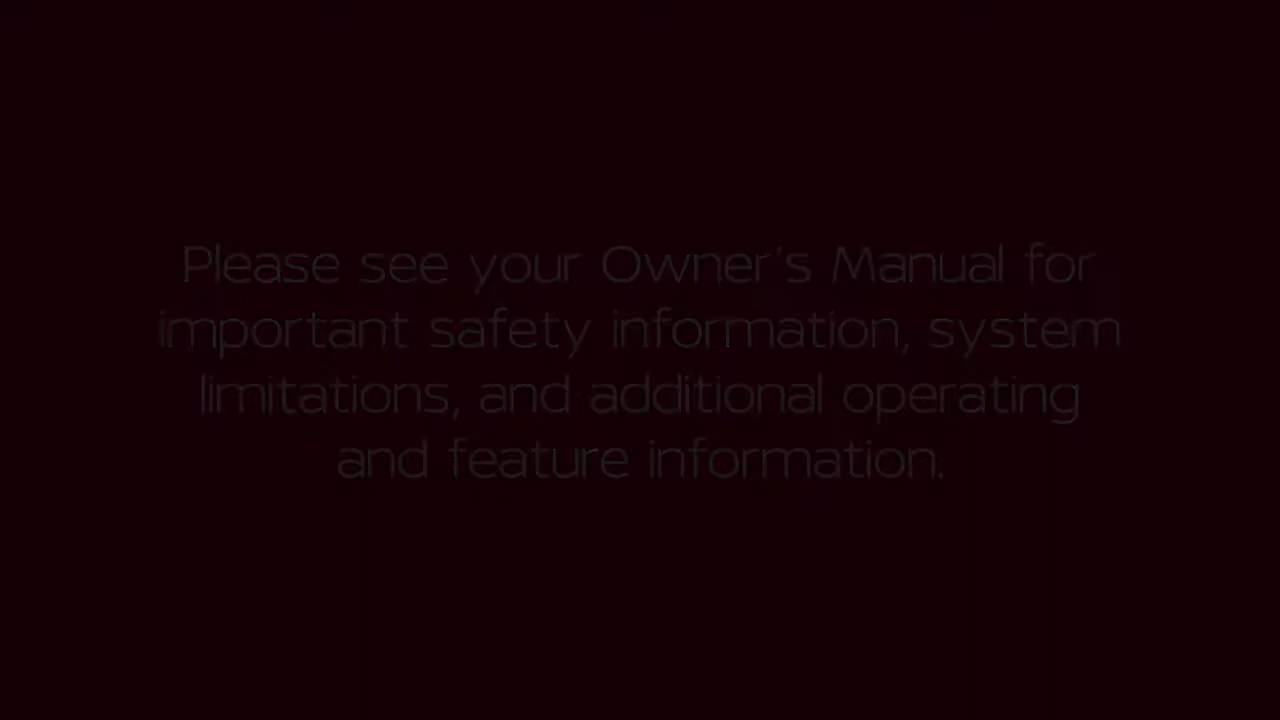 Please see your Owner's Manual for
important safety information, system
limitations, and additional operating
and feature information.